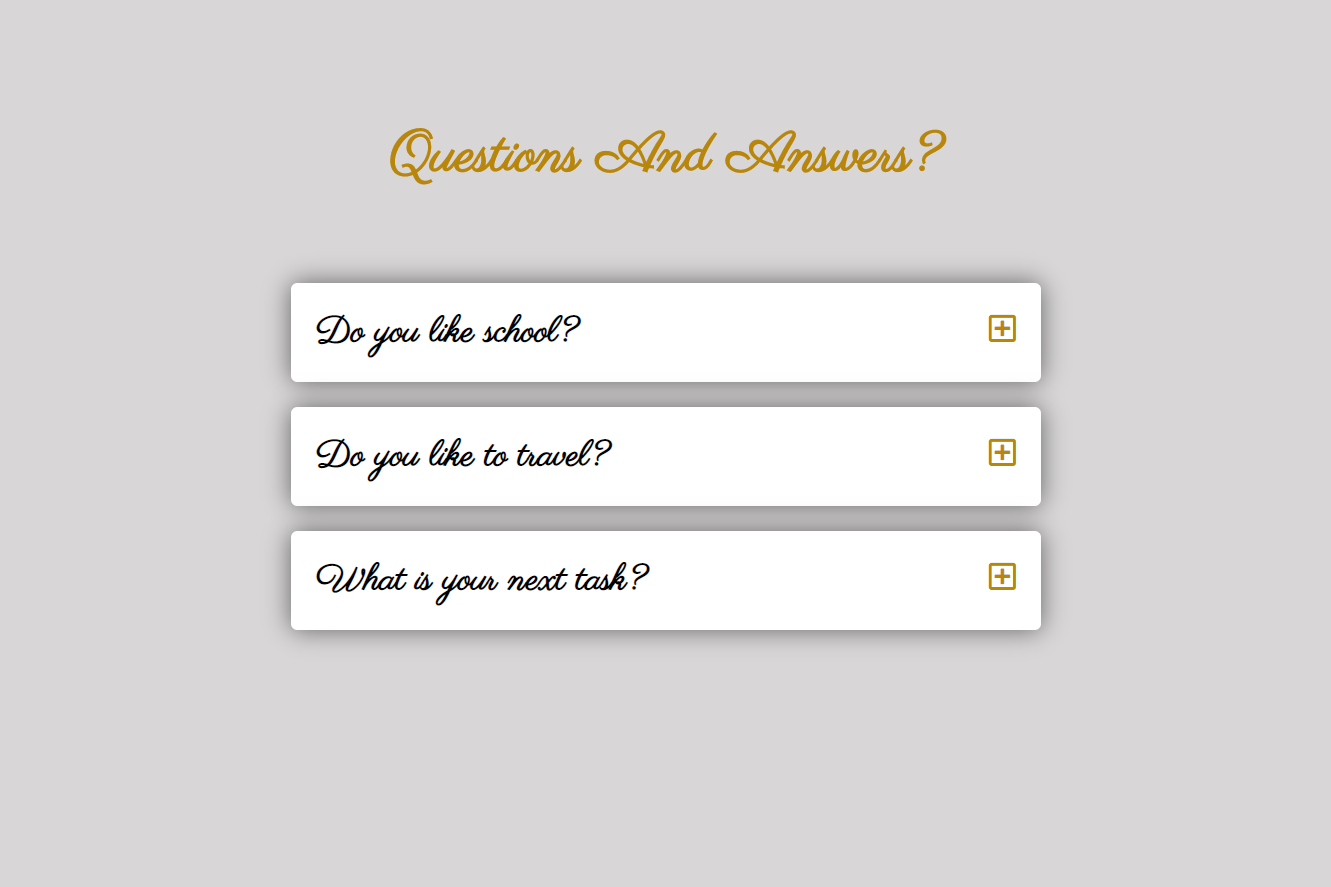 Questions And Answers?
Do you like school?
Do you like to travel?
What is your next task?